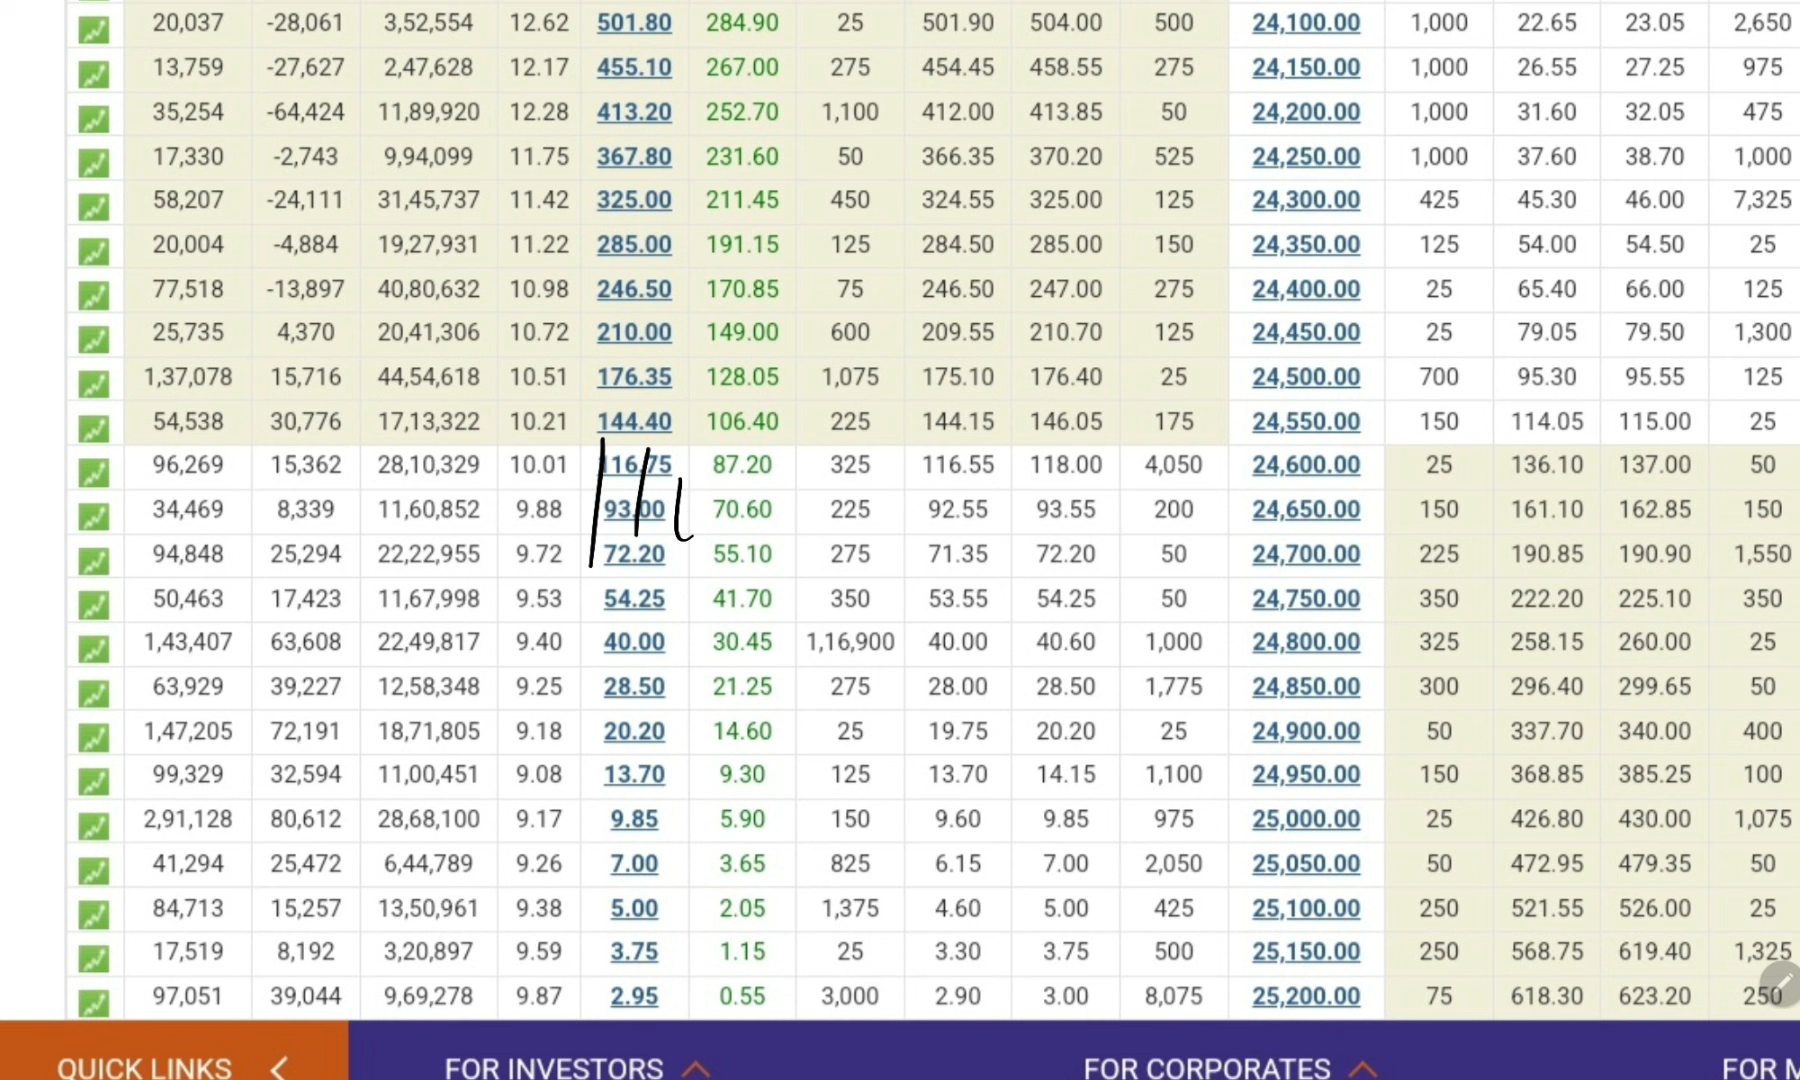 20,037 -28,061 3,52,554 12.62 501.80 284.90 25 501.90 504.00 500 24,100.00 1,000 22.65 23.05 2,650
13,759 -27,627 2,47,628 12.17 455.10 267.00 275 454.45 458.55 275 24,150.00 1,000 26.55 27.25 975
35,254 -64,424 11,89,920 12.28 413.20 252.70 1,100 412.00 413.85 50 24,200.00 1,000 31.60 32.05 475
17,330 -2,743 9,94,099 11.75 367.80 231.60 50 366.35 370.20 525 24,250.00 1,000 37.60 38.70 1,000
58,207 -24,111 31,45,737 11.42 325.00 211.45 450 324.55 325.00 125 24,300.00 425 45.30 46.00 7,325
20,004 -4,884 19,27,931 11.22 285.00 191.15 125 284.50 285.00 150 24,350.00 125 54.00 54.50 25
77,518 -13,897 40,80,632 10.98 246.50 170.85 75 246.50 247.00 275 24,400.00 25 65.40 66.00 125
25,735 4,370 20,41,306 10.72 210.00 149.00 600 209.55 210.70 125 24,450.00 25 79.05 79.50 1,300
1,37,078 15,716 44,54,618 10.51 176.35 128.05 1,075 175.10 176.40 25 24,500.00 700 95.30 95.55 125
54,538 30,776 17,13,322 10.21 144.40 106.40 225 144.15 146.05 175 24,550.00 150 114.05 115.00 25
96,269 15,362 28,10,329 10.01 116.75 87.20 325 116.55 118.00 4,050 24,600.00 25 136.10 137.00 50
34,469 8,339 11,60,852 9.88 93.00 70.60 225 92.55 93.55 200 24,650.00 150 161.10 162.85 150
94,848 25,294 22,22,955 9.72 72.20 55.10 275 71.35 72.20 50 24,700.00 225 190.85 190.90 1,550
50,463 17,423 11,67,998 9.53 54.25 41.70 350 53.55 54.25 50 24,750.00 350 222.20 225.10 350
1,43,407 63,608 22,49,817 9.40 40.00 30.45 1,16,900 40.00 40.60 1,000 24,800.00 325 258.15 260.00 25
63,929 39,227 12,58,348 9.25 28.50 21.25 275 28.00 28.50 1,775 24,850.00 300 296.40 299.65 50
1,47,205 72,191 18,71,805 9.18 20.20 14.60 25 19.75 20.20 25 24,900.00 50 337.70 340.00 400
99,329 32,594 11,00,451 9.08 13.70 9.30 125 13.70 14.15 1,100 24,950.00 150 368.85 385.25 100
2,91,128 80,612 28,68,100 9.17 9.85 5.90 150 9.60 9.85 975 25,000.00 25 426.80 430.00 1,075
41,294 25,472 6,44,789 9.26 7.00 3.65 825 6.15 7.00 2,050 25,050.00 50 472.95 479.35 50
84,713 15,257 13,50,961 9.38 5.00 2.05 1,375 4.60 5.00 425 25,100.00 250 521.55 526.00 25
17,519 8,192 3,20,897 9.59 3.75 1.15 25 3.30 3.75 500 25,150.00 250 568.75 619.40 1,325
97,051 39,044 9,69,278 9.87 2.95 0.55 3,000 2.90 3.00 8,075 25,200.00 75 618.30 623.20 250
QUICK LINKS FOR INVESTORS FOR CORPORATES FOR